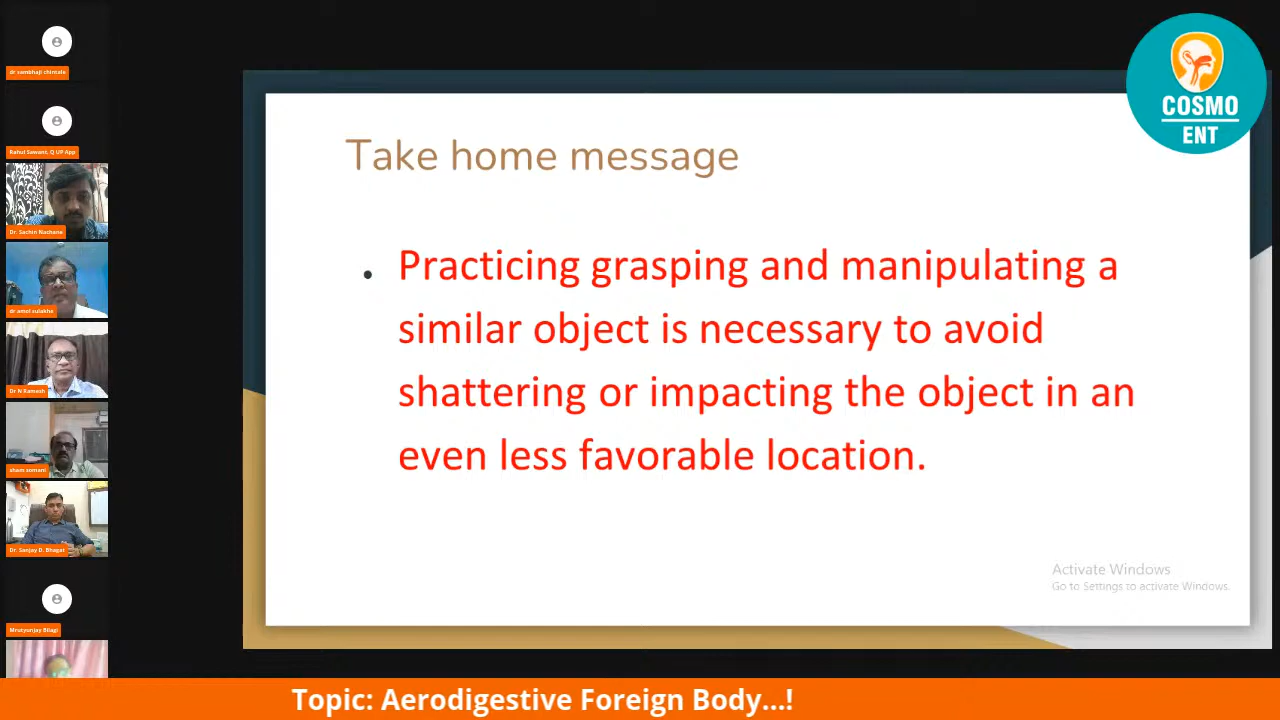 dr sambhaji chintale
Rahul Sawant, Q UP App
Dr. Sachin Nathane
dr amol sulakhe
Dr N Kamesh
sham somani
Dr. Sanjay D. Bhagat
Mrutyunjay Bilagi
COSMO
ENT
Take home message
• Practicing grasping and manipulating a
similar object is necessary to avoid
shattering or impacting the object in an
even less favorable location.
Activate Windows
Go to Settings to activate Windows.
Topic: Aerodigestive Foreign Body...!